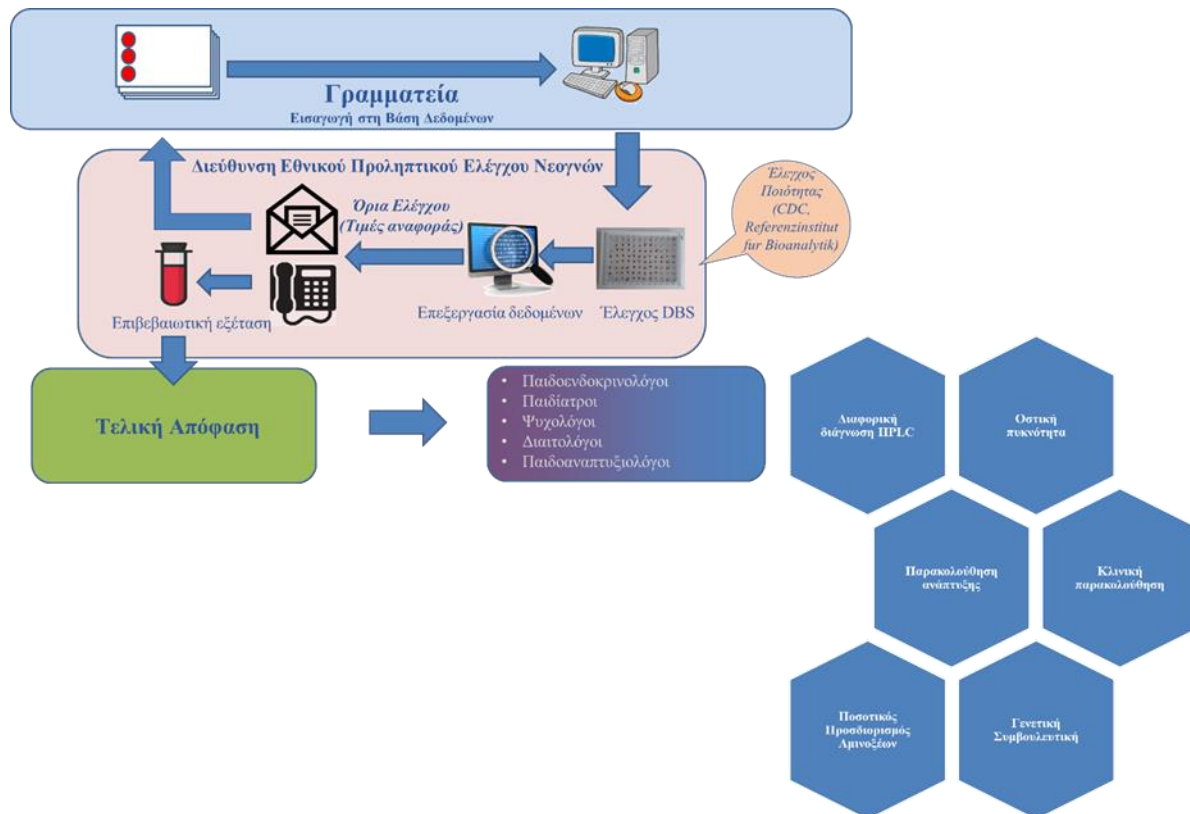 Γραμματεία
Εισαγωγή στη Βάση Δεδομένων
Διεύθυνση Εθνικού Προληπτικού Ελέγχου Νεογνών
Όρια Ελέγχου
(Τιμές αναφοράς)
Έλεγχος
Ποιότητας
(CDC,
Referenzinstitut
fur Bioanalytik)
Επιβεβαιωτική εξέταση
Επεξεργασία δεδομένων
Έλεγχος DBS
Τελική Απόφαση
• Παιδοενδοκρινολόγοι
• Παιδίατροι
• Ψυχολόγοι
• Διαιτολόγοι
• Παιδοαναπτυξιολόγοι
Διαφορική
διάγνωση HPLC
Οστική
πυκνότητα
Παρακολούθηση
ανάπτυξης
Κλινική
παρακολούθηση
Ποσοτικός
Προσδιορισμός
Αμινοξέων
Γενετική
Συμβουλευτική